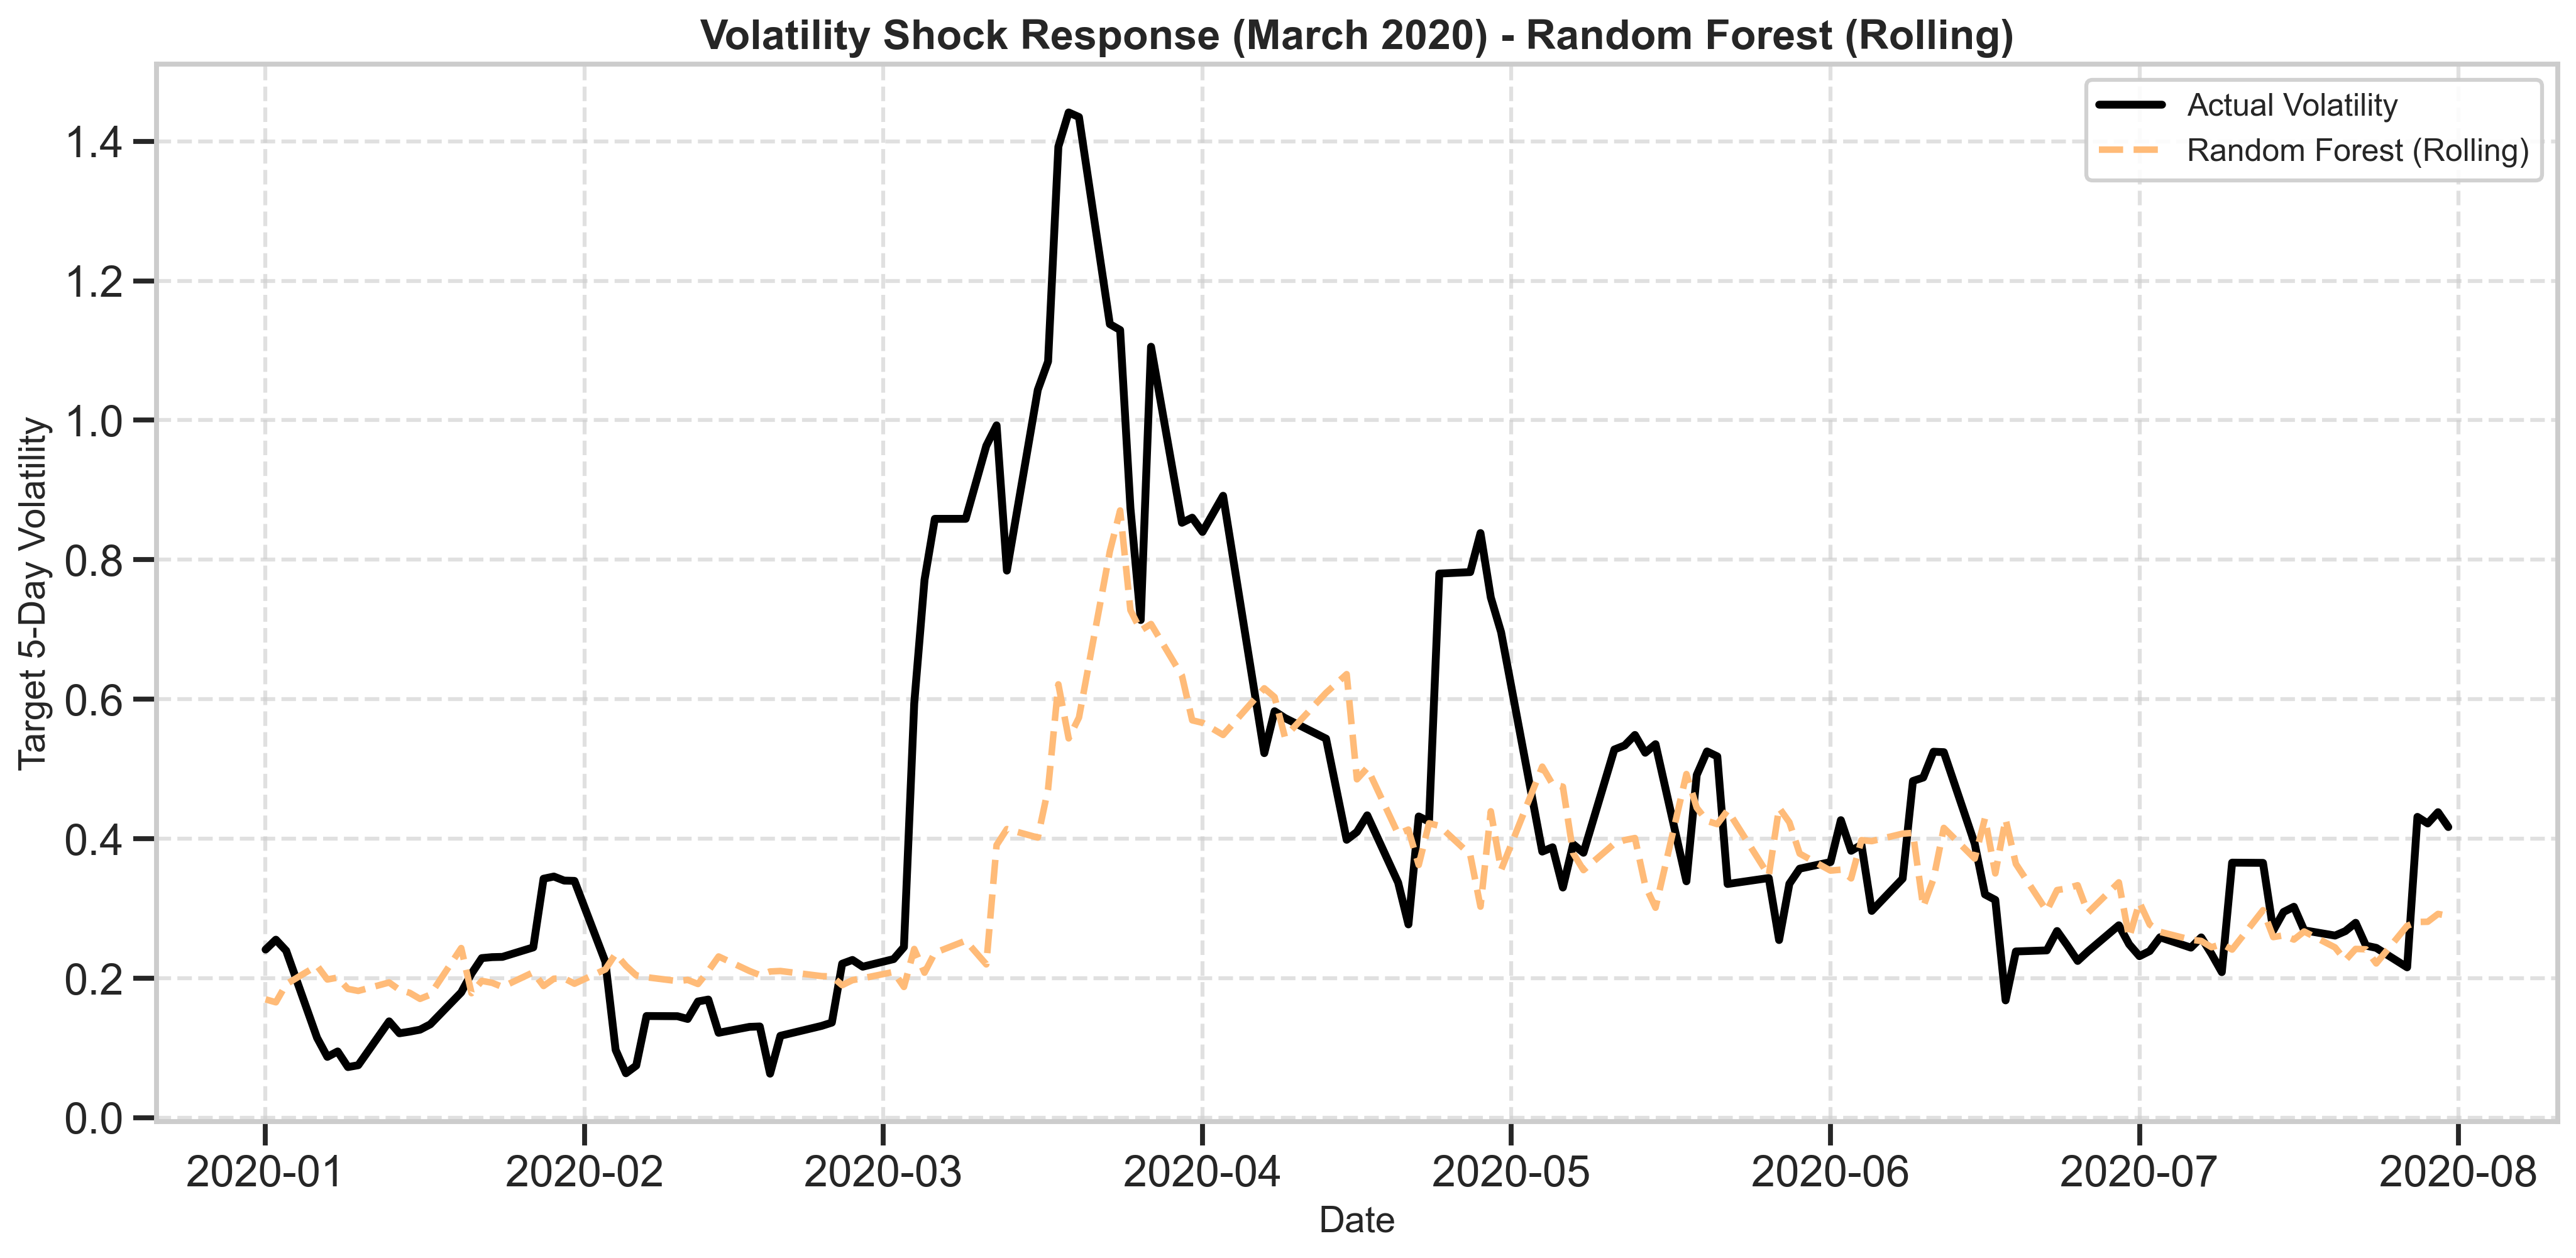 Volatility Shock Response (March 2020) - Random Forest (Rolling)
Actual Volatility
Random Forest (Rolling)
Target 5-Day Volatility
1.4
1.2
1.0
0.8
0.6
0.4
0.2
0.0
2020-01 2020-02 2020-03 2020-04 2020-05 2020-06 2020-07 2020-08
Date